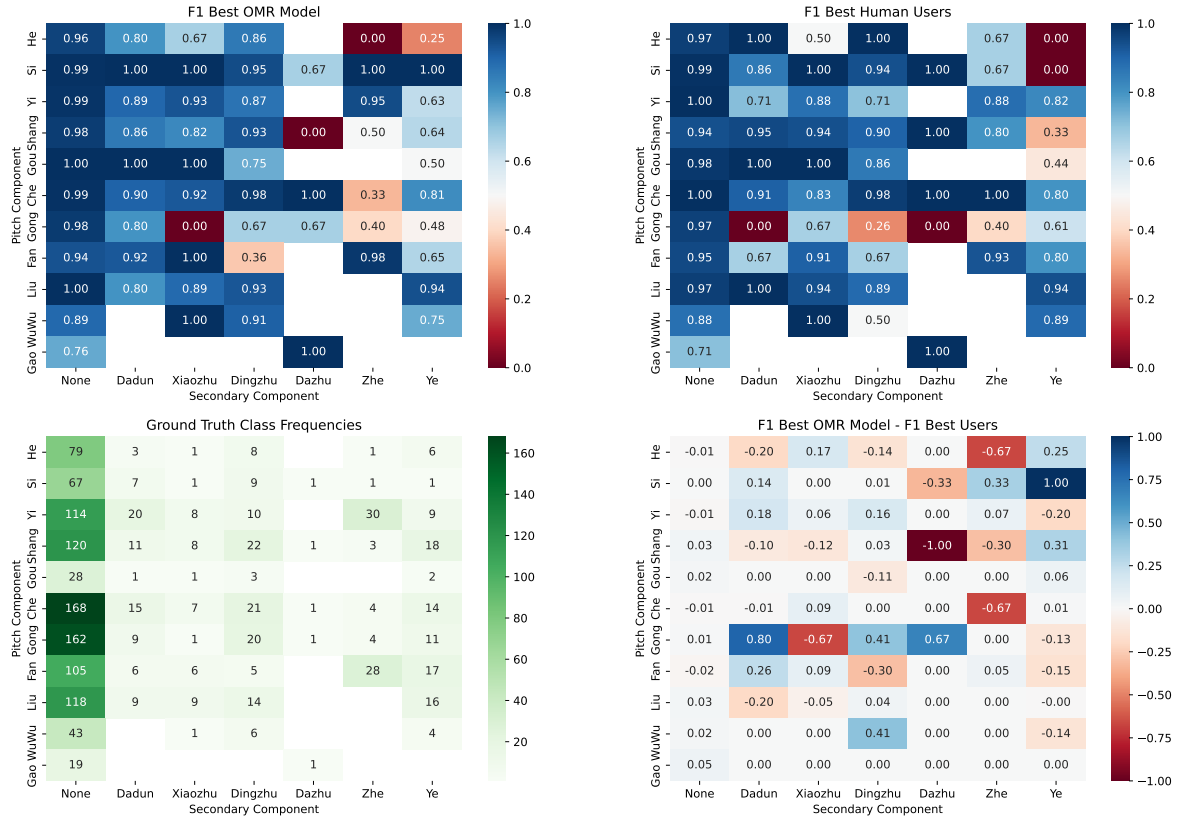 F1 Best OMR Model
Pitch Component
He 0.96 0.80 0.67 0.86 0.00 0.25
Si 0.99 1.00 1.00 0.95 0.67 1.00 1.00
Yi 0.99 0.89 0.93 0.87 0.95 0.63
Shang 0.98 0.86 0.82 0.93 0.00 0.50 0.64
Gou 1.00 1.00 1.00 0.75 0.50
Che 0.99 0.90 0.92 0.98 1.00 0.33 0.81
Gong 0.98 0.80 0.00 0.67 0.67 0.40 0.48
Fan 0.94 0.92 1.00 0.36 0.98 0.65
Liu 1.00 0.80 0.89 0.93 0.94
Wu 0.89 1.00 0.91 0.75
Gao Wu 0.76 1.00
None Dadun Xiaozhu Dingzhu Dazhu Zhe Ye
Secondary Component
1.0
0.8
0.6
0.4
0.2
0.0
F1 Best Human Users
Pitch Component
He 0.97 1.00 0.50 1.00 0.67 0.00
Si 0.99 0.86 1.00 0.94 1.00 0.67 0.00
Yi 1.00 0.71 0.88 0.71 0.88 0.82
Shang 0.94 0.95 0.94 0.90 1.00 0.80 0.33
Gou 0.98 1.00 1.00 0.86 0.44
Che 1.00 0.91 0.83 0.98 1.00 1.00 0.80
Gong 0.97 0.00 0.67 0.26 0.00 0.40 0.61
Fan 0.95 0.67 0.91 0.67 0.93 0.80
Liu 0.97 1.00 0.94 0.89 0.94
Wu 0.88 1.00 0.50 0.89
Gao Wu 0.71 1.00
None Dadun Xiaozhu Dingzhu Dazhu Zhe Ye
Secondary Component
1.0
0.8
0.6
0.4
0.2
0.0
Ground Truth Class Frequencies
Pitch Component
He 79 3 1 8 1 6
Si 67 7 1 9 1 1 1
Yi 114 20 8 10 30 9
Shang 120 11 8 22 1 3 18
Gou 28 1 1 3 2
Che 168 15 7 21 1 4 14
Gong 162 9 1 20 1 4 11
Fan 105 6 6 5 28 17
Liu 118 9 9 14 16
Wu 43 1 6 4
Gao Wu 19 1
None Dadun Xiaozhu Dingzhu Dazhu Zhe Ye
Secondary Component
160
140
120
100
80
60
40
20
F1 Best OMR Model - F1 Best Users
Pitch Component
He -0.01 -0.20 0.17 -0.14 0.00 -0.67 0.25
Si 0.00 0.14 0.00 0.01 -0.33 0.33 1.00
Yi -0.01 0.18 0.06 0.16 0.00 0.07 -0.20
Shang 0.03 -0.10 -0.12 0.03 -1.00 -0.30 0.31
Gou 0.02 0.00 0.00 -0.11 0.00 0.00 0.06
Che -0.01 -0.01 0.09 0.00 0.00 -0.67 0.01
Gong 0.01 0.80 -0.67 0.41 0.67 0.00 -0.13
Fan -0.02 0.26 0.09 -0.30 0.00 0.05 -0.15
Liu 0.03 -0.20 -0.05 0.04 0.00 0.00 -0.00
Wu 0.02 0.00 0.00 0.41 0.00 0.00 -0.14
Gao Wu 0.05 0.00 0.00 0.00 0.00 0.00 0.00
None Dadun Xiaozhu Dingzhu Dazhu Zhe Ye
Secondary Component
1.00
0.75
0.50
0.25
0.00
−0.25
−0.50
−0.75
−1.00